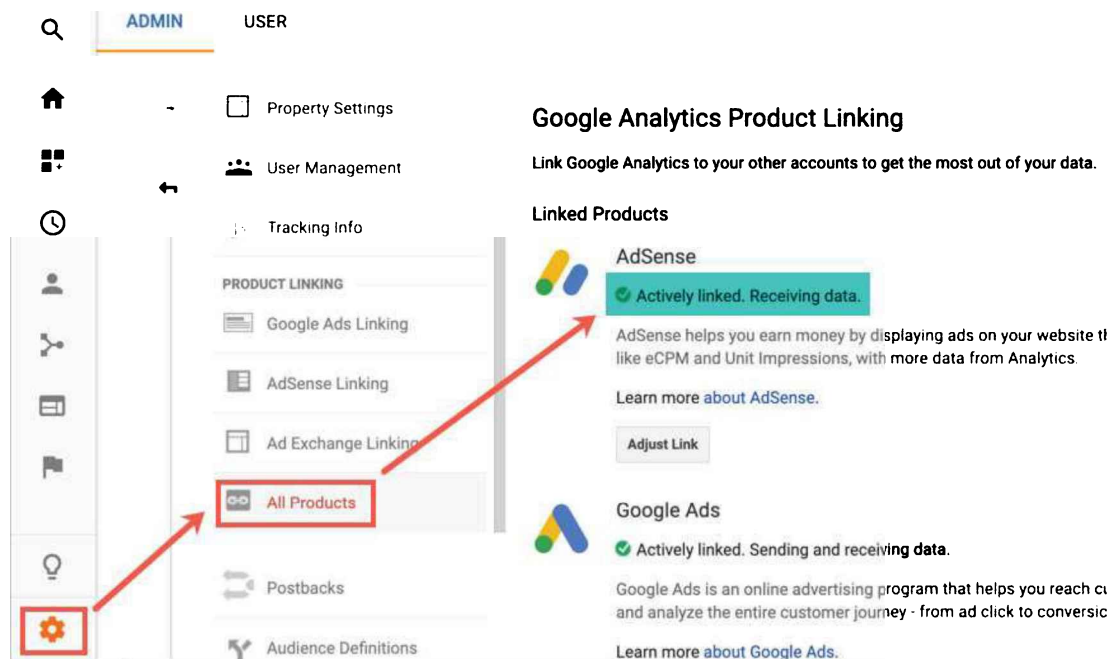 ADMIN USER
Property Settings
User Management
Tracking Info
PRODUCT LINKING
Google Ads Linking
AdSense Linking
Ad Exchange Linking
All Products
Postbacks
Audience Definitions
Google Analytics Product Linking
Link Google Analytics to your other accounts to get the most out of your data.
Linked Products
AdSense
Actively linked. Receiving data.
AdSense helps you earn money by displaying ads on your website
like eCPM and Unit Impressions, with more data from Analytics.
Learn more about AdSense.
Adjust Link
Google Ads
Actively linked. Sending and receiving data.
Google Ads is an online advertising program that helps you reach
and analyze the entire customer journey - from ad click to
Learn more about Google Ads.